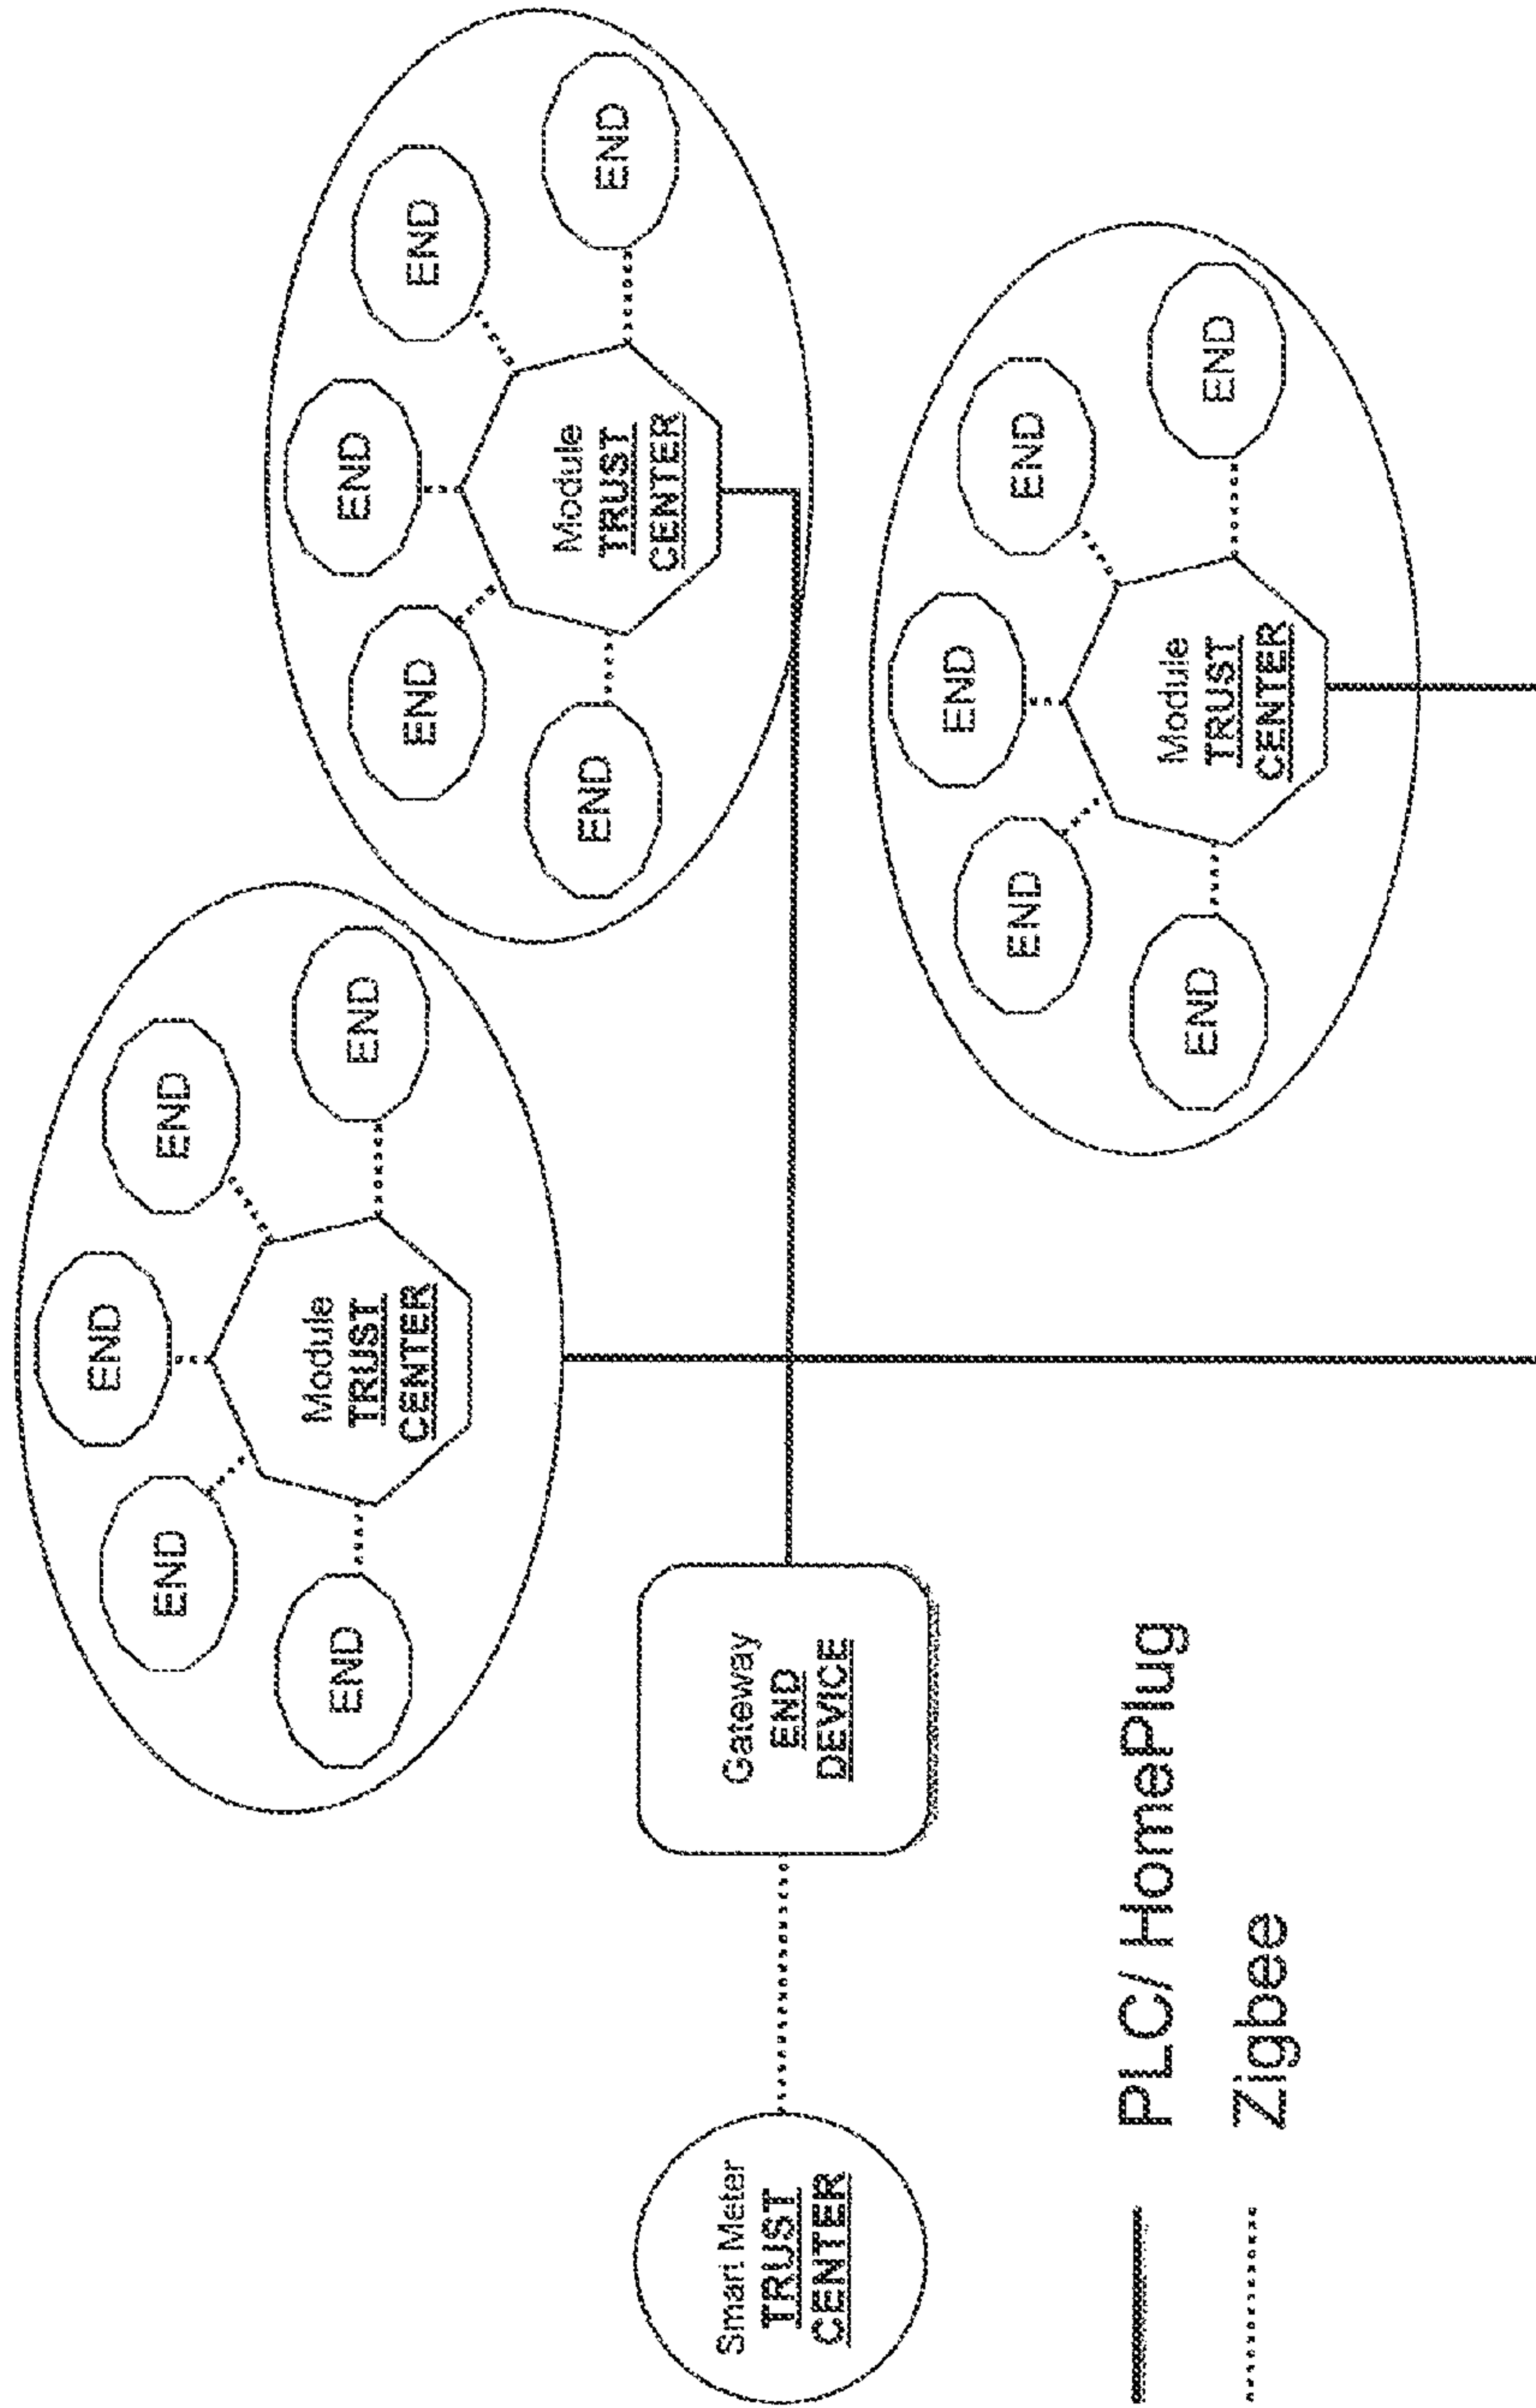 Smart Meter
TRUST
CENTER
Gateway
END
DEVICE
END
END
END
END
END
Module
TRUST
CENTER
END
END
END
END
END
Module
TRUST
CENTER
END
END
END
END
END
Module
TRUST
CENTER
PLC/ HomePlug
Zigbee